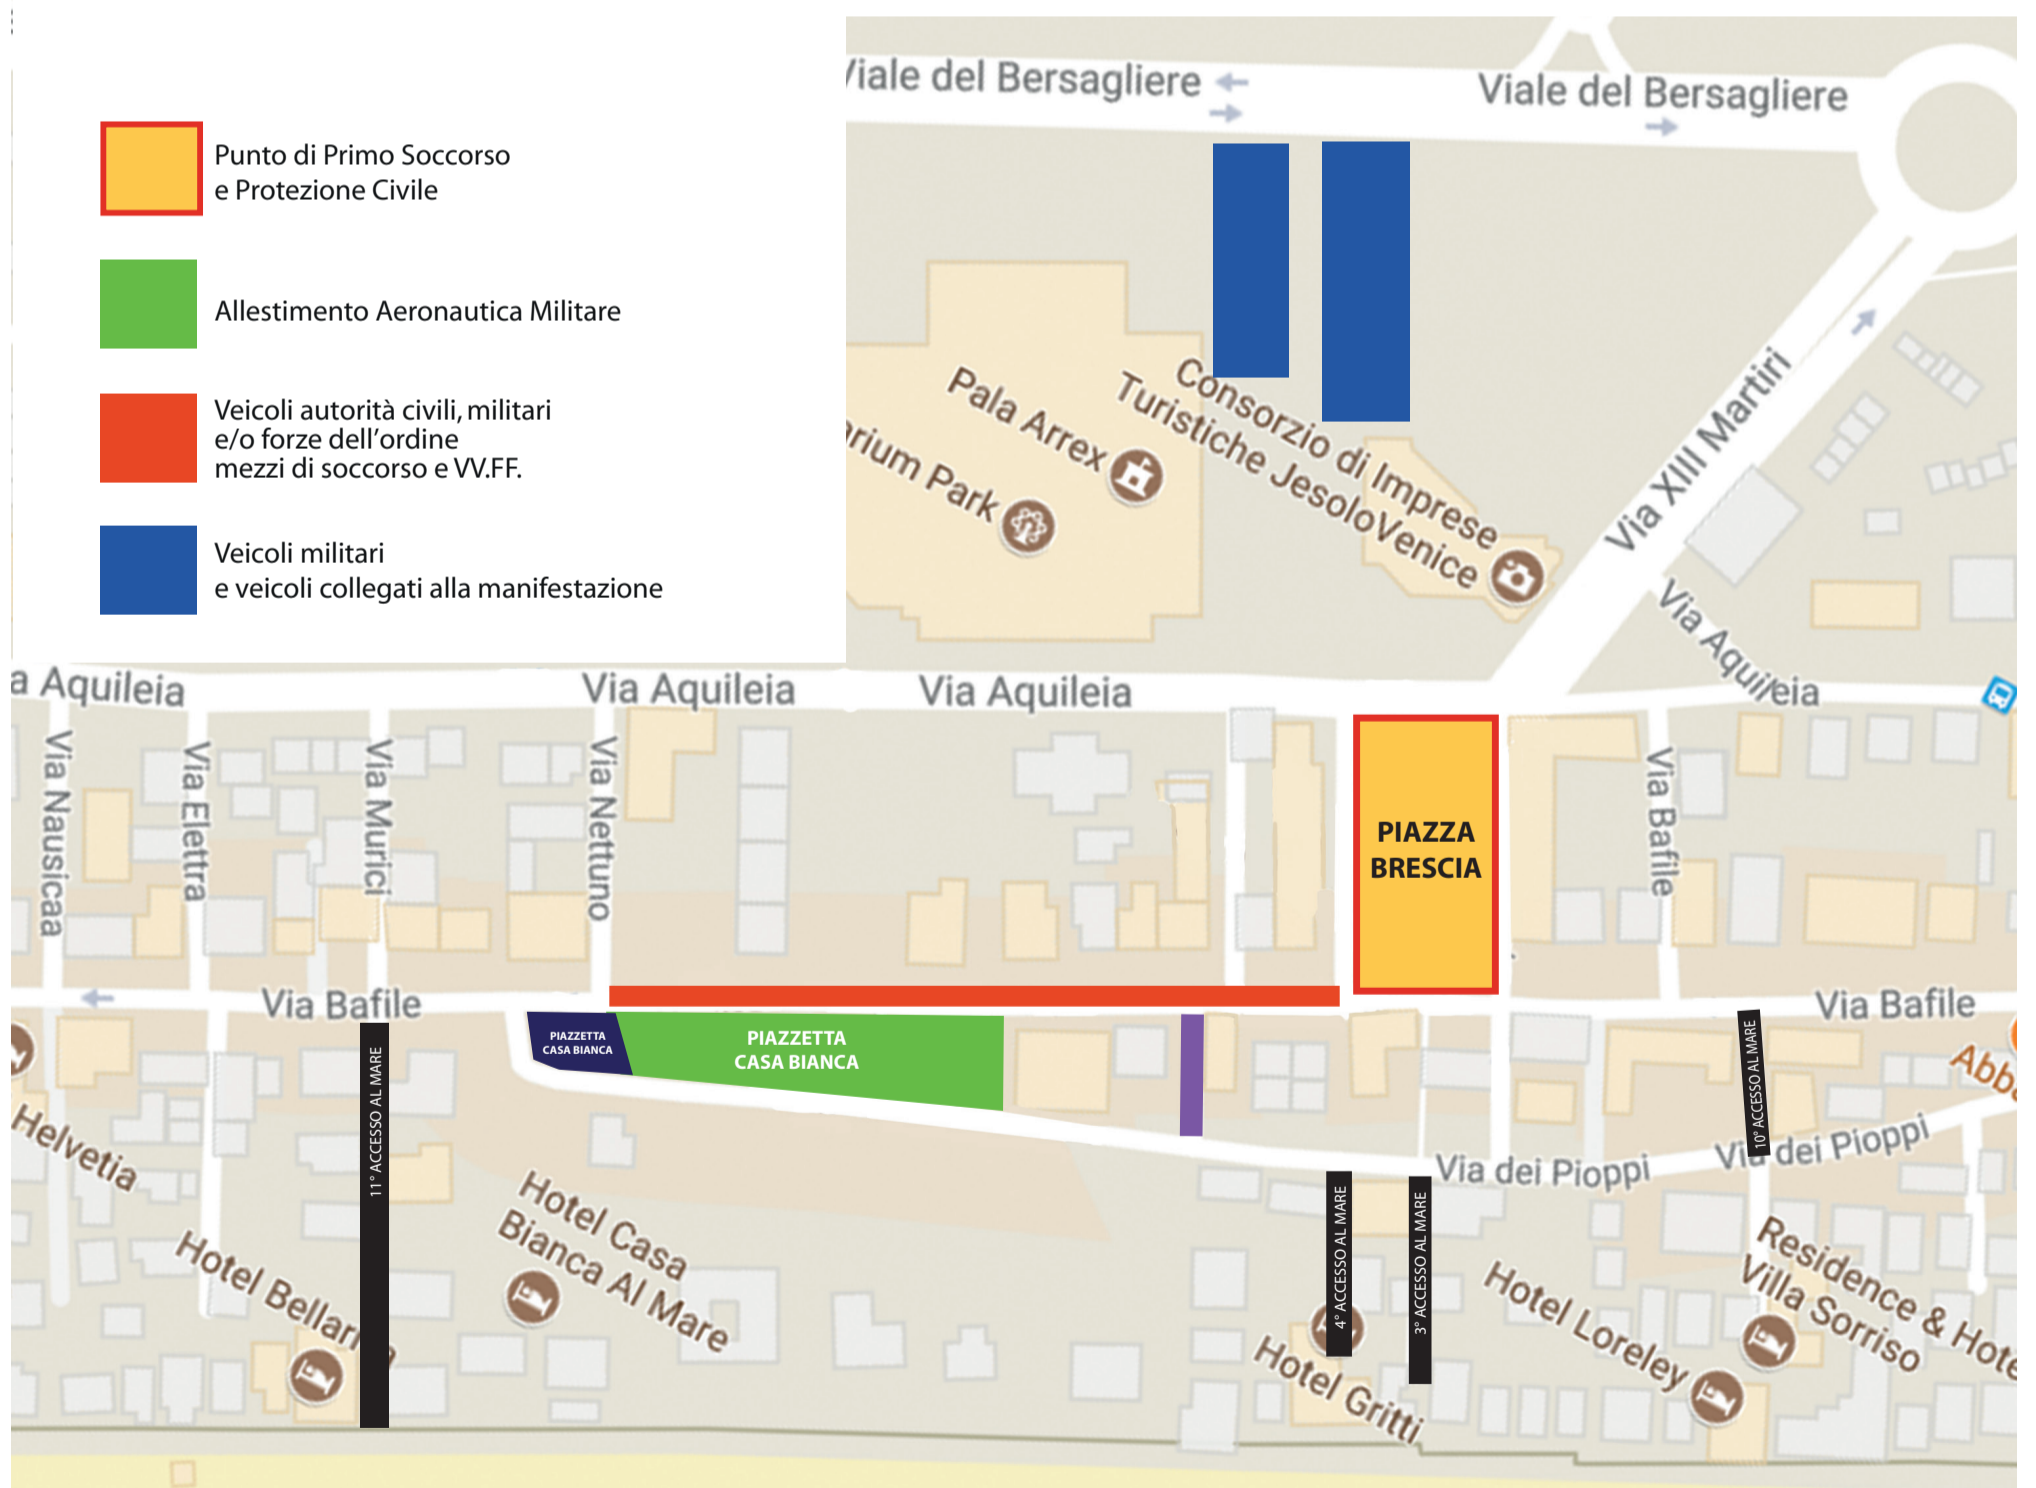 Punto di Primo Soccorso
e Protezione Civile
Allestimento Aeronautica Militare
Veicoli autorità civili, militari
e/o forze dell'ordine
mezzi di soccorso e VV.FF.
Veicoli militari
e veicoli collegati alla manifestazione
Viale del Bersagliere
Viale del Bersagliere
Pala Arrex
arium Park
Consorzio di Imprese
Turistiche JesoloVenice
Via XIII Martiri
Via Aquileia
a Aquileia
Via Aquileia
Via Aquileia
eia
Via Nausicaa
Via Elettra
Via Murici
Via Nettuno
PIAZZA
BRESCIA
Via Bafile
Via Bafile
Via Bafile
PIAZZETTA
CASA BIANCA
PIAZZETTA
CASA BIANCA
11° ACCESSO AL MARE
10° ACCESSO AL MARE
Abba
Helvetia
Via dei Pioppi
Via dei Pioppi
4° ACCESSO AL MARE
3° ACCESSO AL MARE
Hotel Casa
Bianca Al Mare
Hotel Bellari
Hotel Gritti
Hotel Loreley
Residence & Hote
Villa Sorriso